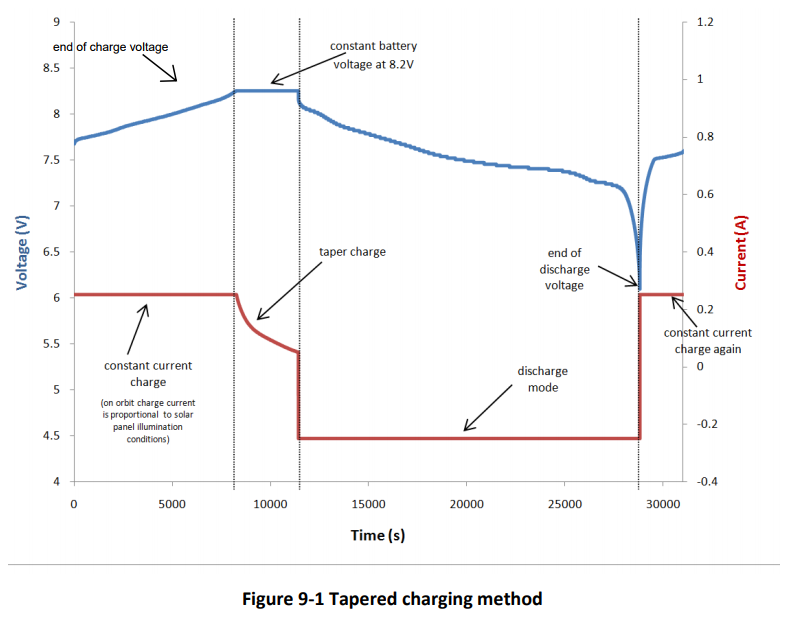 9
8.5
8
7.5
7
6.5
6
5.5
5
4.5
4
Voltage (V)
1.2
1
0.8
0.6
0.4
0.2
0
-0.2
-0.4
Current(A)
end of charge voltage
constant battery
voltage at 8.2V
taper charge
end of
discharge
voltage
constant current
charge
(on orbit charge current
is proportional to solar
panel illumination
conditions)
constant current
charge again
discharge
mode
0
5000
10000
15000
20000
25000
30000
Time (s)
Figure 9-1 Tapered charging method